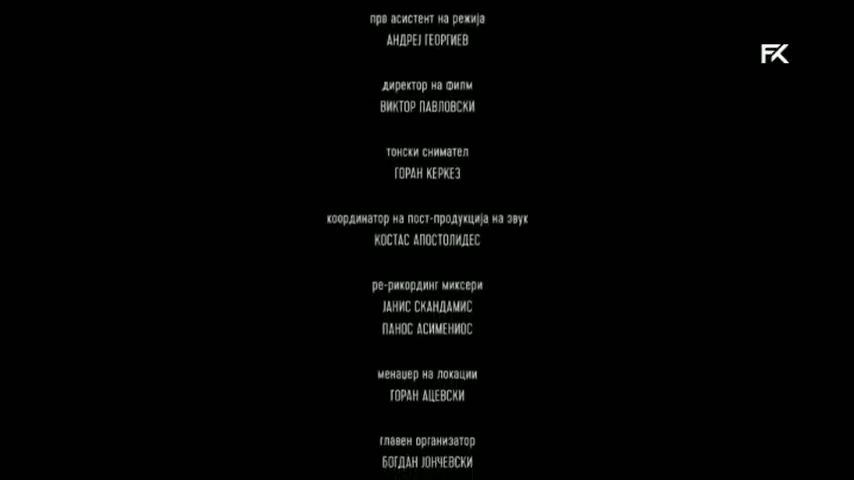 прв асистент на режија
АНДРЕЈ ГЕОРГИЕВ
FK
директор на филм
ВИКТОР ПАВЛОВСКИ
тонски снимател
ГОРАН КЕРКЕЗ
координатор на пост-продукција на звук
КОСТАС АПОСТОЛИДЕС
ре-рикординг миксери
ЈАНИС СКАНДАМИС
ПАНОС АСИМЕНИОС
менаџер на локации
ГОРАН АЦЕВСКИ
главен организатор
БОГДАН ЈОНЧЕВСКИ